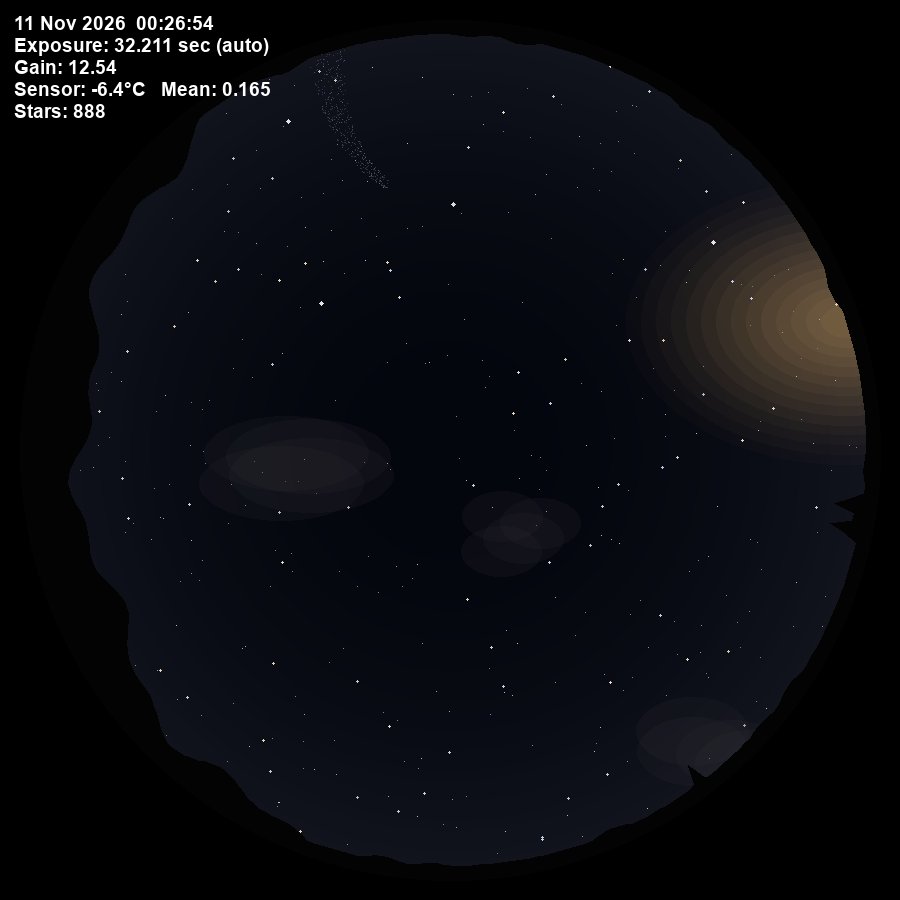 11 Nov 2026  00:26:54
Exposure: 32.211 sec (auto)
Gain: 12.54
Sensor: -6.4°C   Mean: 0.165
Stars: 888